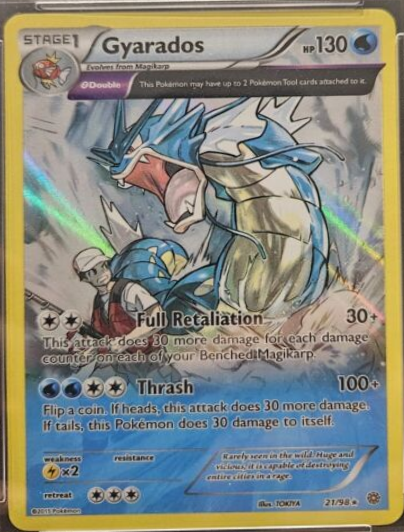 STAGE1 Gyarados HP130
Evolves from Magikarp
αDouble This Pokémon may have up to 2 Pokémon Tool cards attached to it.
Full Retaliation 30+
This attack does 30 more damage for each damage
counter on each of your Benched Magikarp.
Thrash 100+
Flip a coin. If heads, this attack does 30 more damage.
If tails, this Pokémon does 30 damage to itself.
weakness resistance
×2
retreat
Rarely seen in the wild. Huge and
vicious, it is capable of destroying
entire cities in a rage.
©2015 Pokémon Illus. TOKIYA 21/98